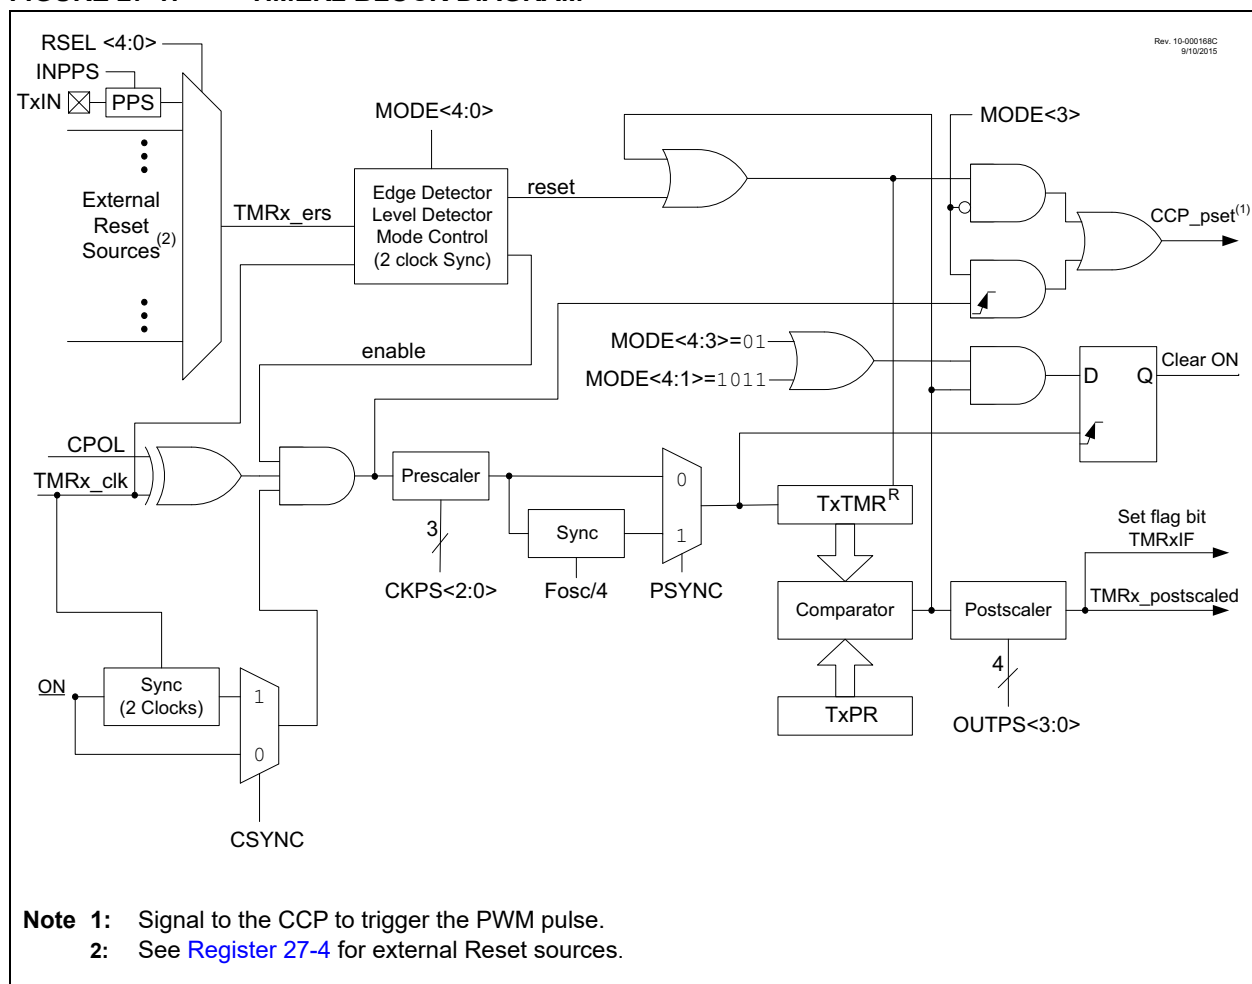 RSEL <4:0>
INPPS
TxIN
PPS
Rev. 10-000168C
9/10/2015
MODE<4:0>
MODE<3>
External
Reset
Sources(2)
TMRx_ers
Edge Detector
Level Detector
Mode Control
(2 clock Sync)
reset
CCP_pset(1)
enable
MODE<4:3>=01
MODE<4:1>=1011
D
Q
Clear ON
CPOL
TMRx_clk
Prescaler
3
CKPS<2:0>
Sync
Fosc/4
0
1
PSYNC
TxTMR
R
Comparator
TxPR
Postscaler
4
OUTPS<3:0>
Set flag bit
TMRxIF
TMRx_postscaled
ON
Sync
(2 Clocks)
1
0
CSYNC
Note 1: Signal to the CCP to trigger the PWM pulse.
2: See Register 27-4 for external Reset sources.